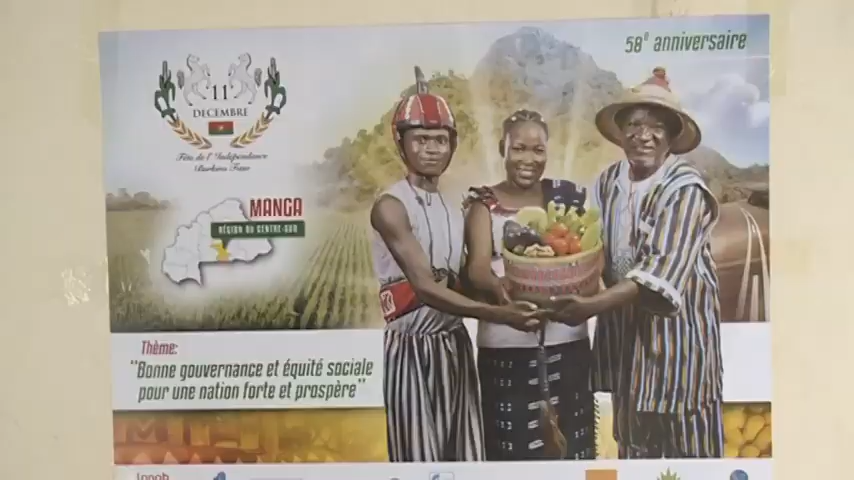 58e anniversaire
11
DECEMBRE
Fête de l'Indépendance
Burkina Faso
MANGA
RÉGION DU CENTRE-SUD
Thème:
"Bonne gouvernance et équité sociale
pour une nation forte et prospère"